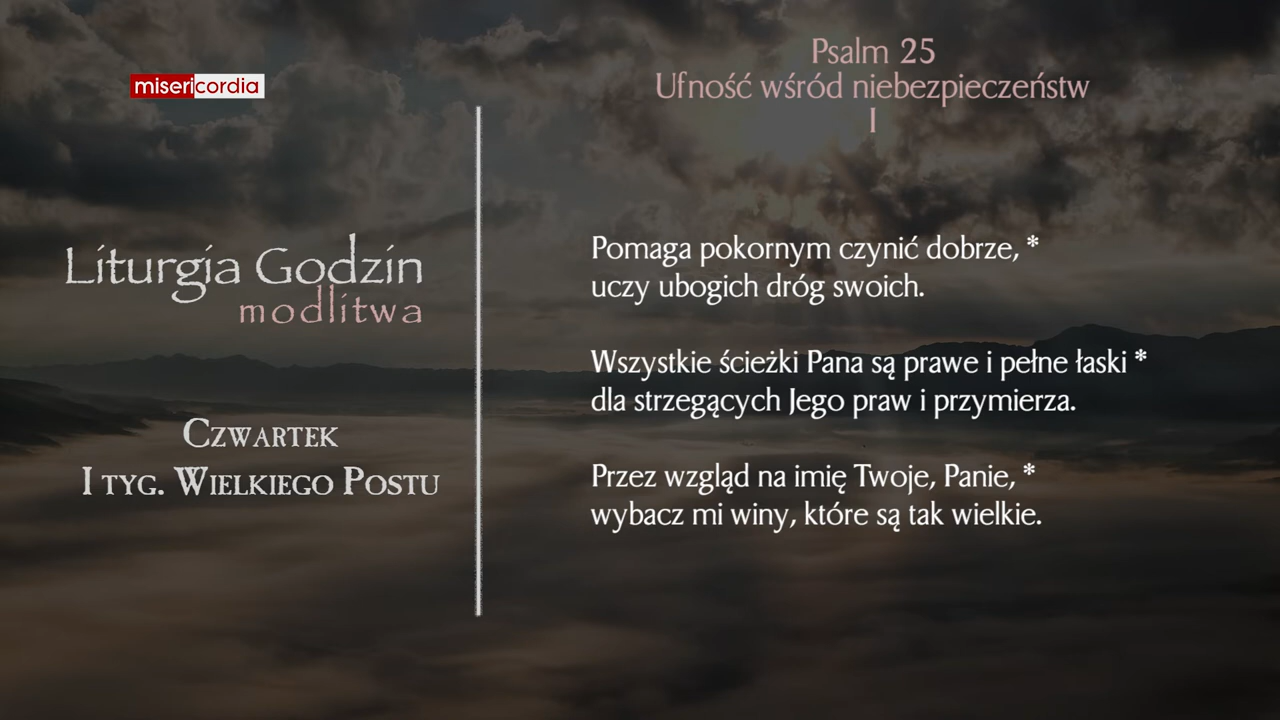 misericordia
Liturgia Godzin
modlitwa
Czwartek
I tyg. Wielkiego Postu
Psalm 25
Ufność wśród niebezpieczeństw
I
Pomaga pokornym czynić dobrze, *
uczy ubogich dróg swoich.
Wszystkie ścieżki Pana są prawe i pełne łaski *
dla strzegących Jego praw i przymierza.
Przez wzgląd na imię Twoje, Panie, *
wybacz mi winy, które są tak wielkie.